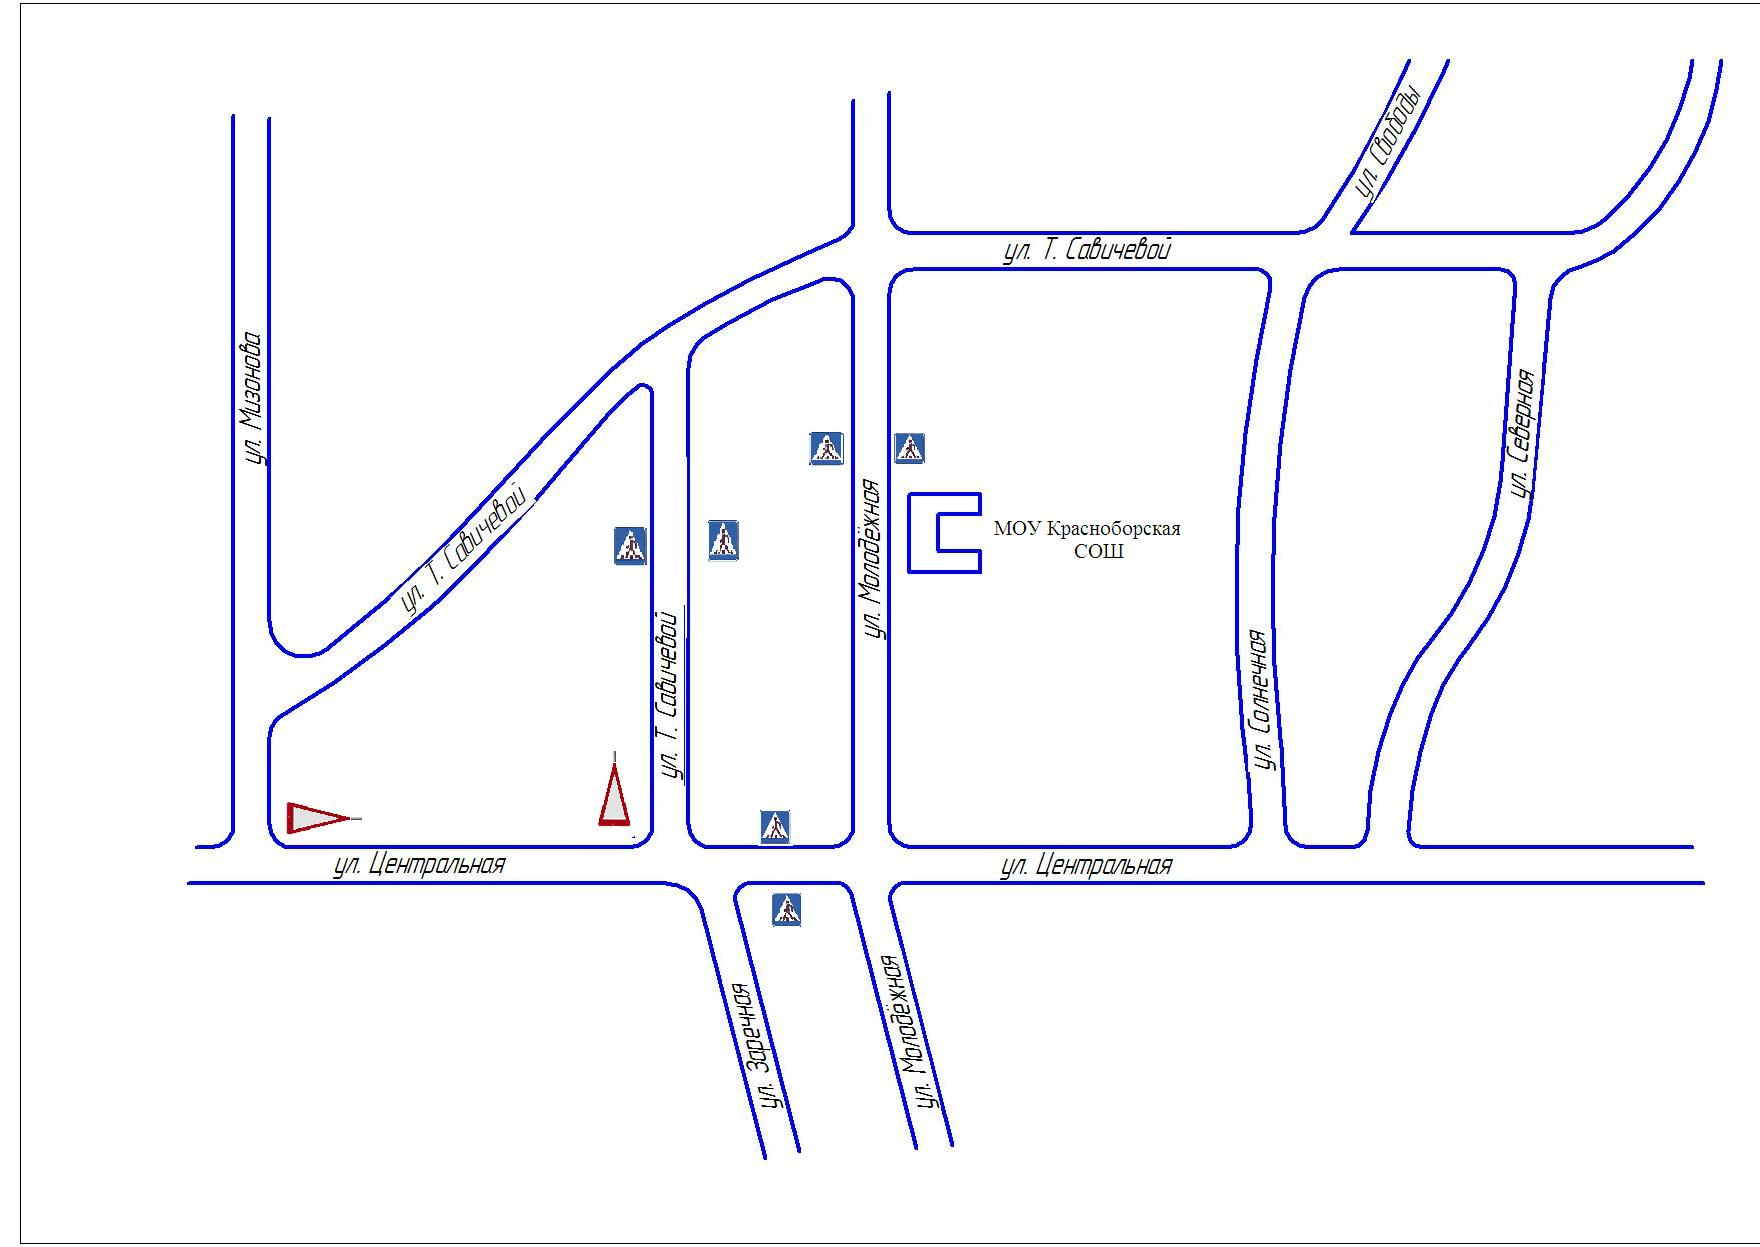 ул. Свободы
ул. Т. Савичевой
ул. Мизонова
ул. Северная
ул. Т. Савичевой
ул. Молодёжная
МОУ Красноборская
СОШ
ул. Т. Савичевой
ул. Солнечная
ул. Центральная
ул. Центральная
ул. Заречная
ул. Молодёжная